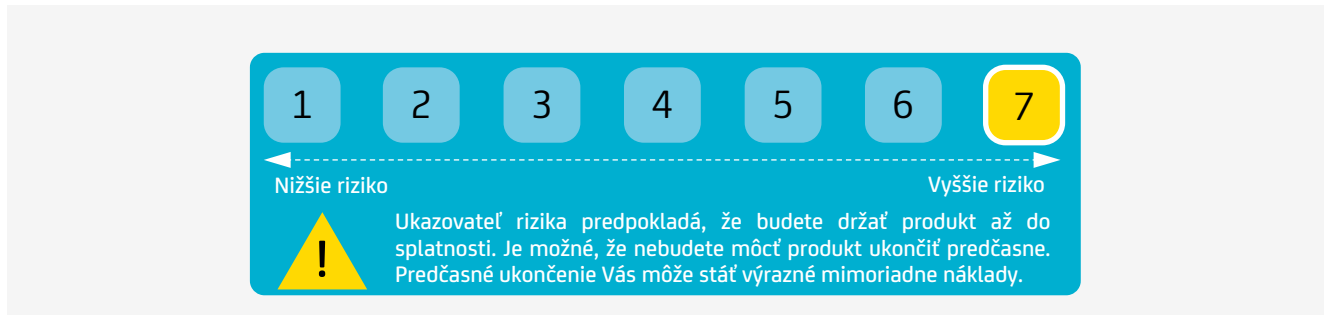 1 2 3 4 5 6 7
Nižšie riziko Vyššie riziko
Ukazovateľ rizika predpokladá, že budete držať produkt až do
splatnosti. Je možné, že nebudete môcť produkt ukončiť predčasne.
Predčasné ukončenie Vás môže stáť výrazné mimoriadne náklady.
!